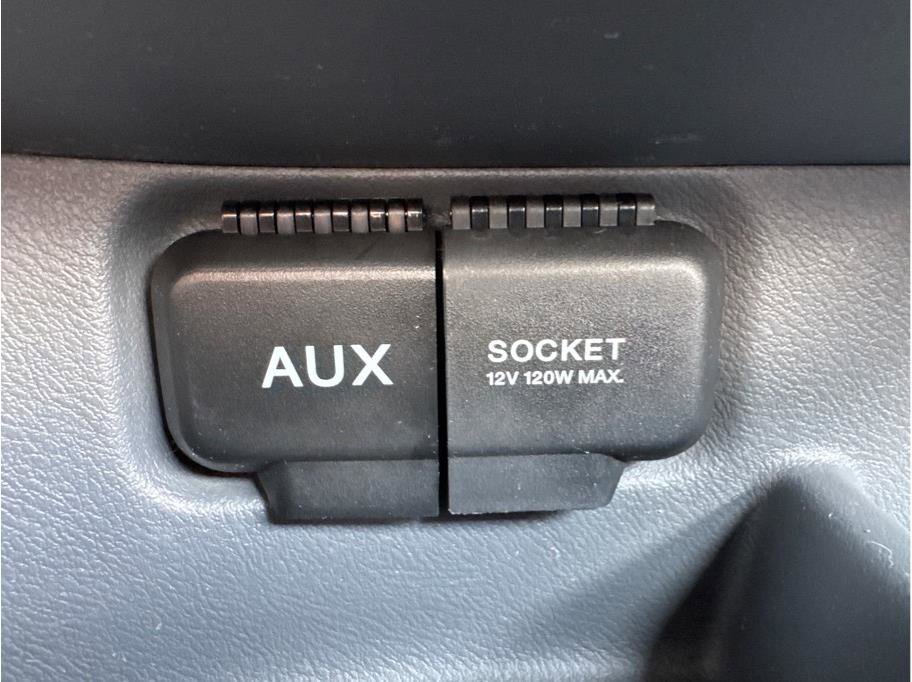 AUX
SOCKET
12V 120W MAX.